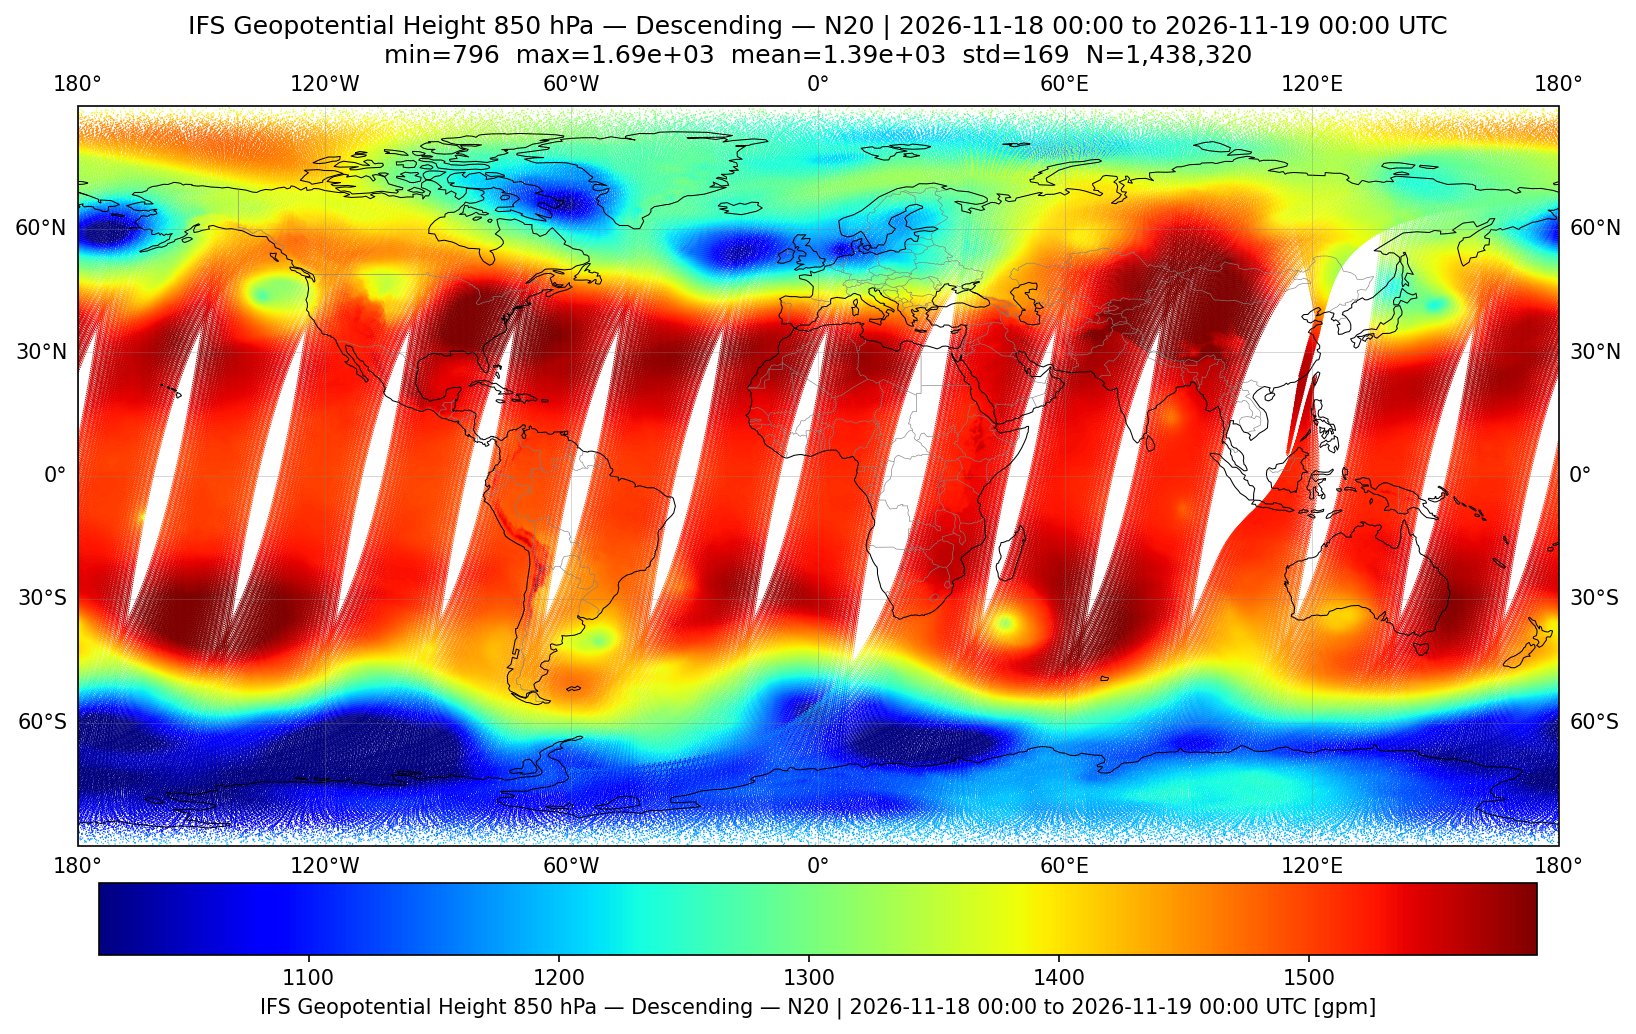 IFS Geopotential Height 850 hPa — Descending — N20 | 2026-11-18 00:00 to 2026-11-19 00:00 UTC
min=796 max=1.69e+03 mean=1.39e+03 std=169 N=1,438,320
180° 120°W 60°W 0° 60°E 120°E 180°
60°N 60°N
30°N 30°N
0° 0°
30°S 30°S
60°S 60°S
180° 120°W 60°W 0° 60°E 120°E 180°
1100 1200 1300 1400 1500
IFS Geopotential Height 850 hPa — Descending — N20 | 2026-11-18 00:00 to 2026-11-19 00:00 UTC [gpm]